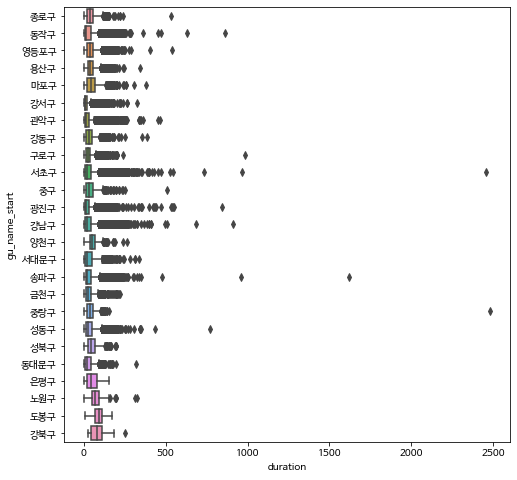 종로구
동작구
영등포구
용산구
마포구
강서구
관악구
강동구
구로구
서초구
중구
광진구
강남구
양천구
서대문구
송파구
금천구
중랑구
성동구
성북구
동대문구
은평구
노원구
도봉구
강북구
gu_name_start
0 500 1000 1500 2000 2500
duration